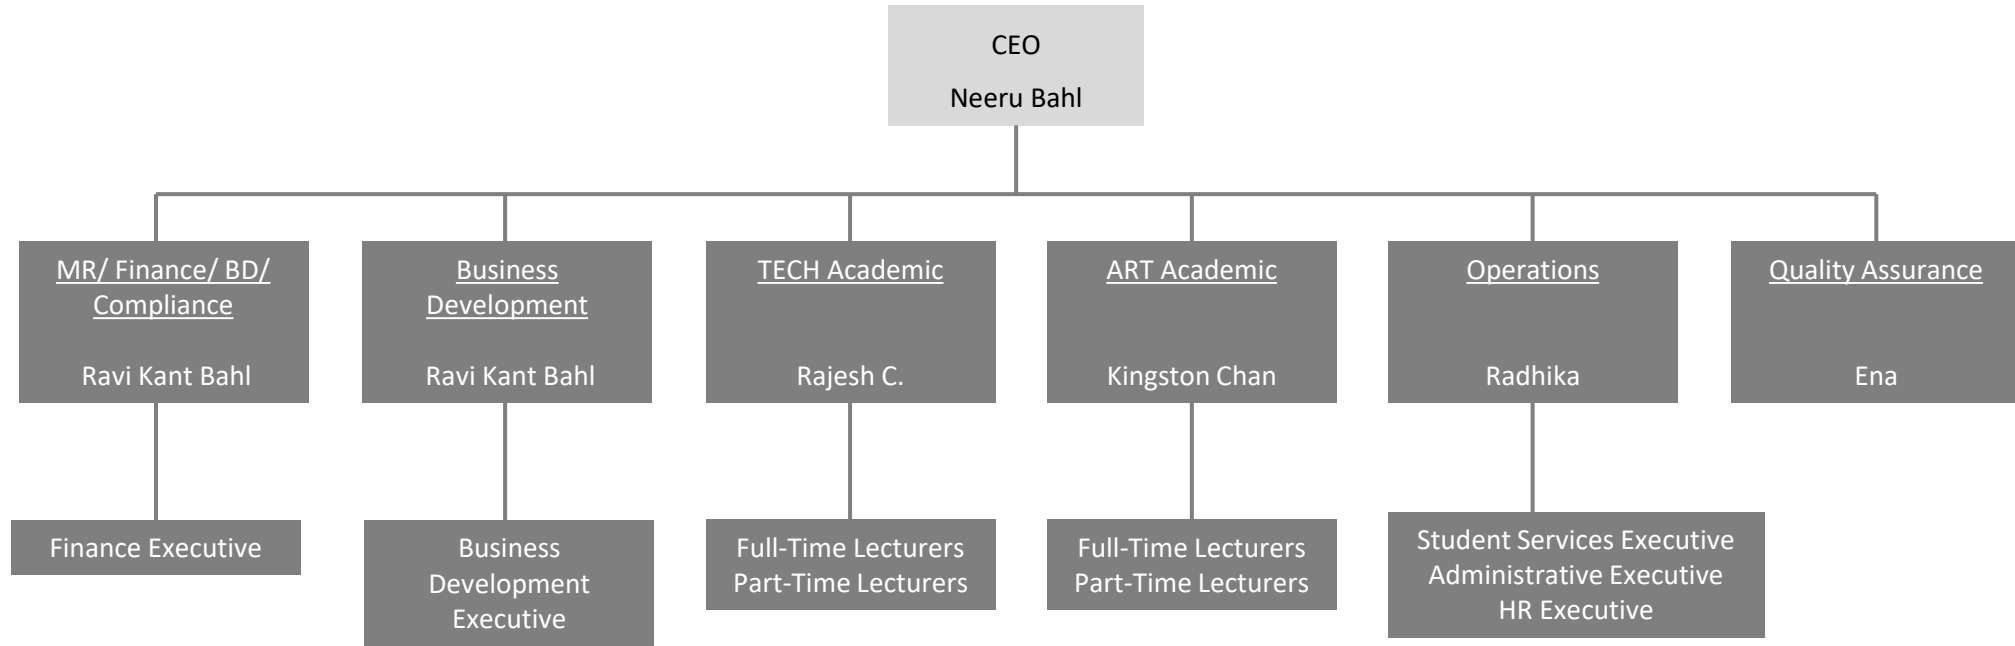 CEO
Neeru Bahl
MR/ Finance/ BD/
Compliance
Ravi Kant Bahl
Business
Development
Ravi Kant Bahl
TECH Academic
Rajesh C.
ART Academic
Kingston Chan
Operations
Radhika
Quality Assurance
Ena
Finance Executive
Business
Development
Executive
Full-Time Lecturers
Part-Time Lecturers
Full-Time Lecturers
Part-Time Lecturers
Student Services Executive
Administrative Executive
HR Executive